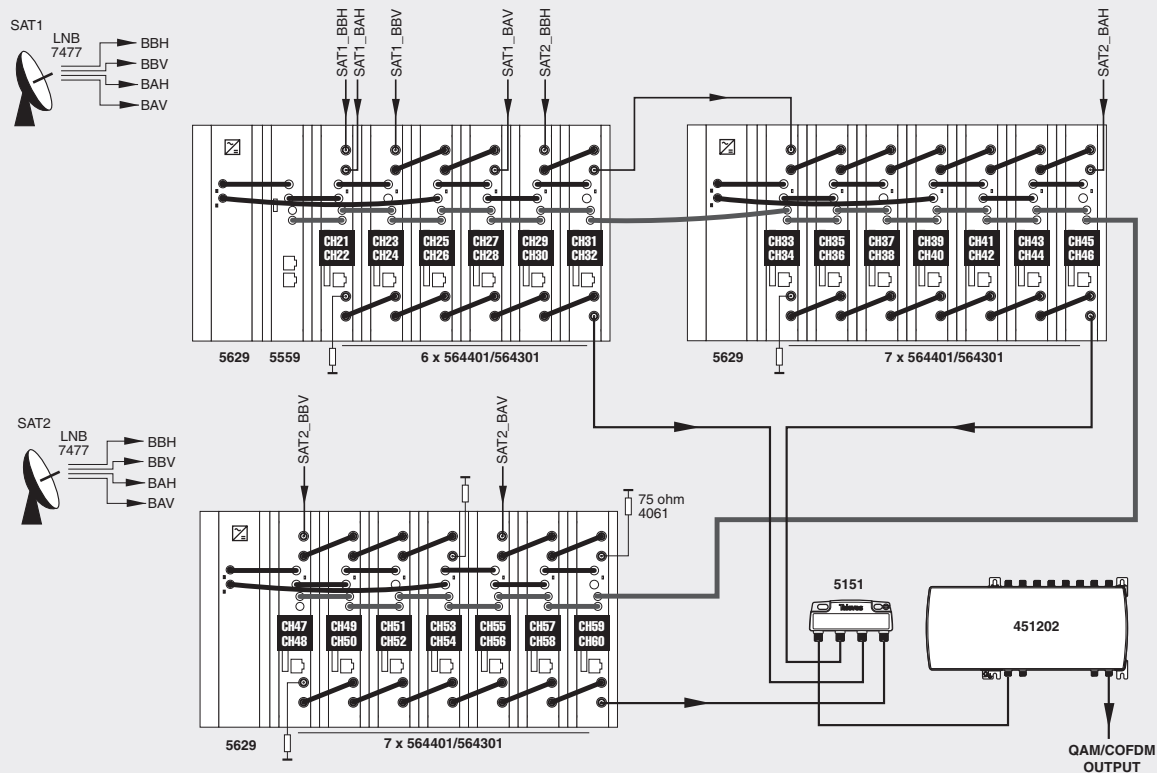 SAT1
LNB
7477
BBH
BBV
BAH
BAV
SAT1_BBH
SAT1_BAH
SAT1_BBV
SAT1_BAV
SAT2_BBH
SAT2_BAH
CH21
CH22
CH23
CH24
CH25
CH26
CH27
CH28
CH29
CH30
CH31
CH32
5629
5559
6 x 564401/564301
CH33
CH34
CH35
CH36
CH37
CH38
CH39
CH40
CH41
CH42
CH43
CH44
CH45
CH46
5629
7 x 564401/564301
SAT2
LNB
7477
BBH
BBV
BAH
BAV
SAT2_BBV
SAT2_BAV
75 ohm
4061
CH47
CH48
CH49
CH50
CH51
CH52
CH53
CH54
CH55
CH56
CH57
CH58
CH59
CH60
5629
7 x 564401/564301
5151
Televes
451202
QAM/COFDM
OUTPUT